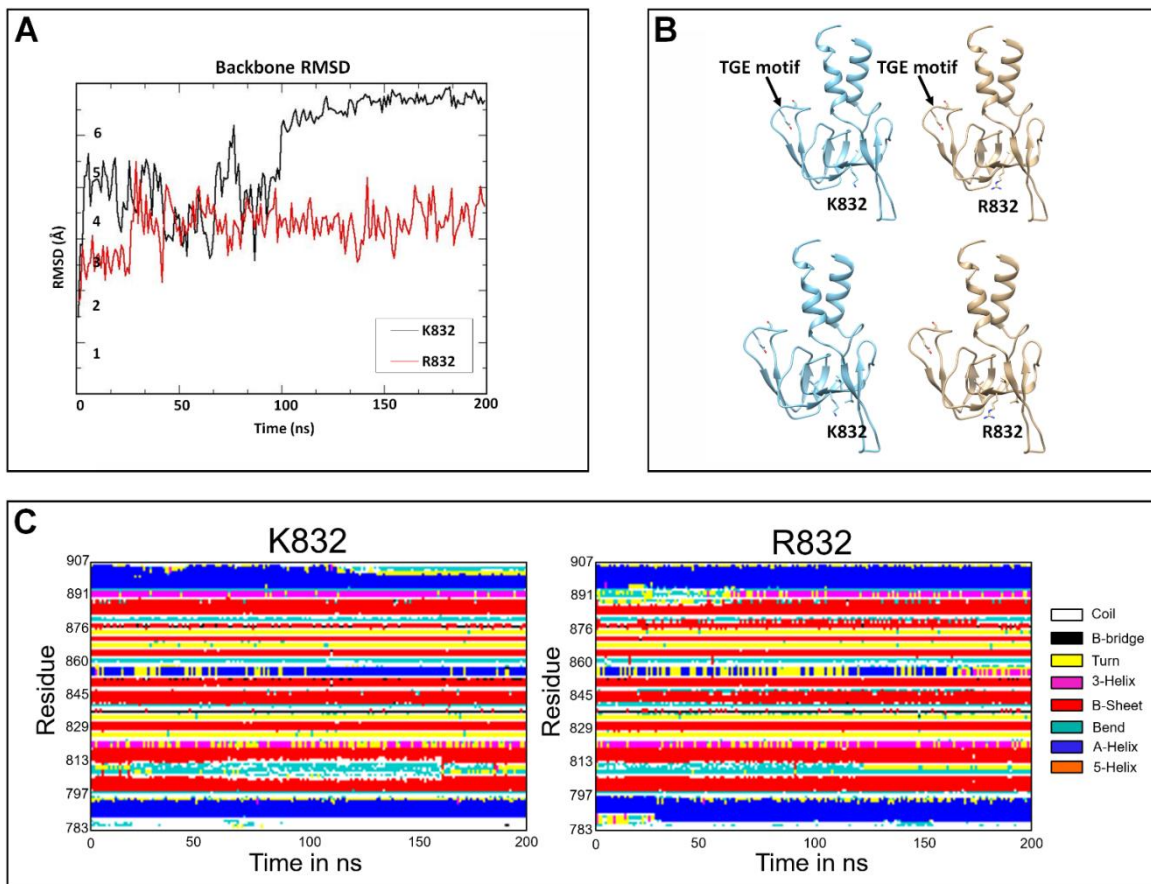 A
Backbone RMSD
RMSD (Å)
6
5
4
3
2
1
K832
R832
0 50 100 150 200
Time (ns)
B
TGE motif TGE motif
K832 R832
K832 R832
C
K832 R832
Residue
907
891
876
860
845
829
813
797
783
0 50 100 150 200
Time in ns
Residue
907
891
876
860
845
829
813
797
783
0 50 100 150 200
Time in ns
Coil
B-bridge
Turn
3-Helix
B-Sheet
Bend
A-Helix
5-Helix